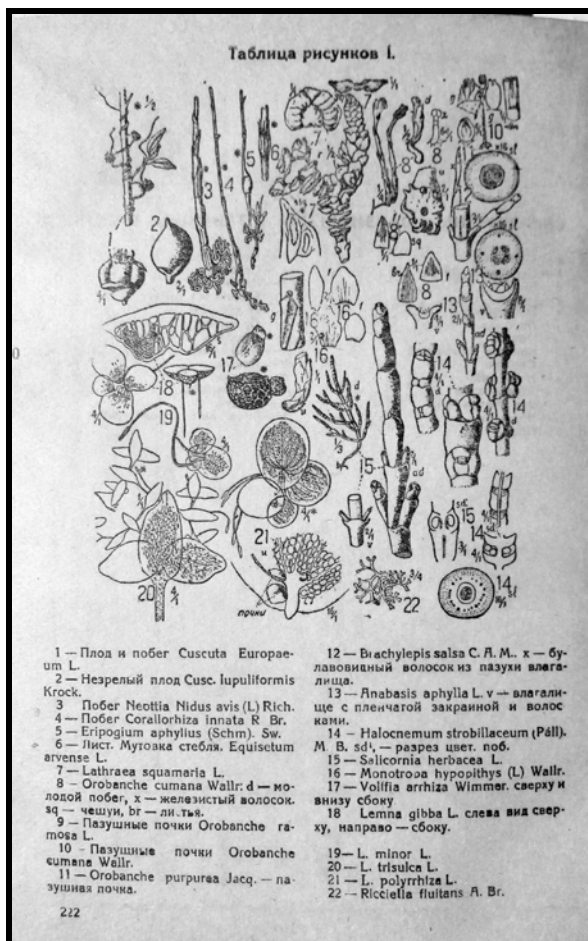 Таблица рисунков I.
1 — Плод и побег Cuscuta Europae-
um L.
2 — Незрелый плод Cusc. lupuliformis
Krock.
3 Побег Neottia Nidus avis (L) Rich.
4 — Побег Corallorhiza innata R Br.
5 — Eripogium aphylius (Schm). Sw.
6 — Лист. Мутовка стебля. Equisetum
arvense L.
7 — Lathraea squamaria L.
8 — Orobanche cumana Wallr: d — мо-
лодой побег, x — железистый волосок.
sq — чешуи, br — листья.
9 — Пазушные почки Orobanche ra-
mosa L.
10 — Пазушные почки Orobanche
cumana Wallr.
11 — Orobanche purpurea Jacq. — па-
зушная почка.
12 — Brachylepis salsa C. A. M.. x — бу-
лавовидный волосок из пазухи влага-
лища.
13 — Anabasis aphylla L. v — влагали-
ще с пленчатой закраиной и волос
ками.
14 — Halocnemum strobillaceum (Pall).
M. B. sd', — разрез цвет. поб.
15 — Salicornia herbacea L.
16 — Monotropa hypopithys (L) Wallr.
17 — Volffia arrhiza Wimmer. сверху и
внизу сбоку
18 Lemna gibba L. слева вид свер-
ху, направо — сбоку.
19 — L. minor L.
20 — L. trisulca L.
21 — L. polyrrhiza L.
22 — Ricciella fluitans A. Br.
222